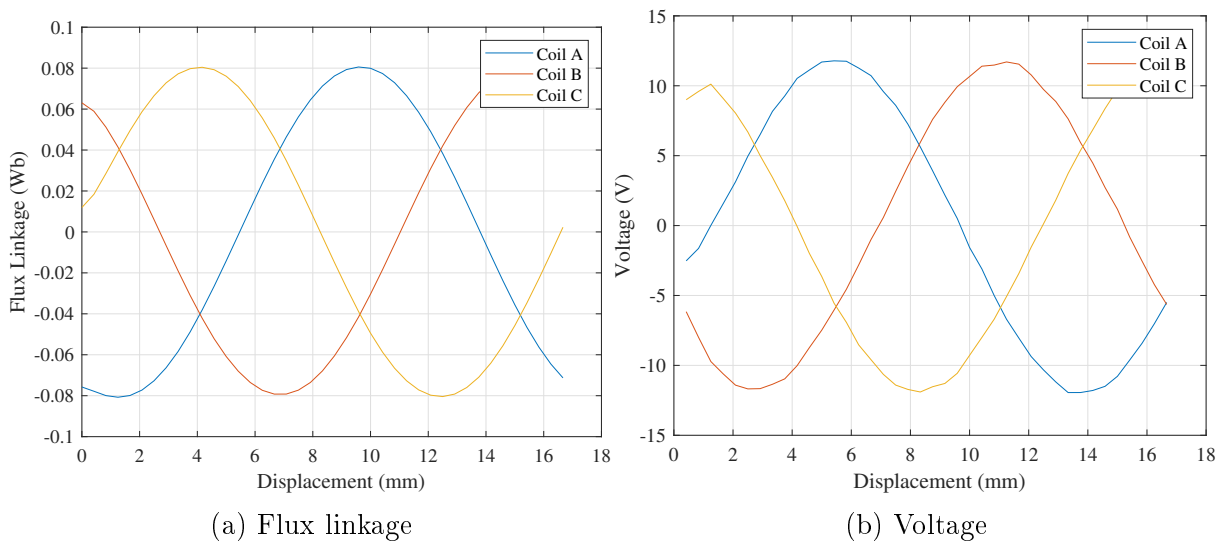 0.1
0.08
0.06
0.04
0.02
0
-0.02
-0.04
-0.06
-0.08
-0.1
Flux Linkage (Wb)
0 2 4 6 8 10 12 14 16 18
Displacement (mm)
Coil A
Coil B
Coil C
(a) Flux linkage
15
10
5
0
-5
-10
-15
Voltage (V)
0 2 4 6 8 10 12 14 16 18
Displacement (mm)
Coil A
Coil B
Coil C
(b) Voltage